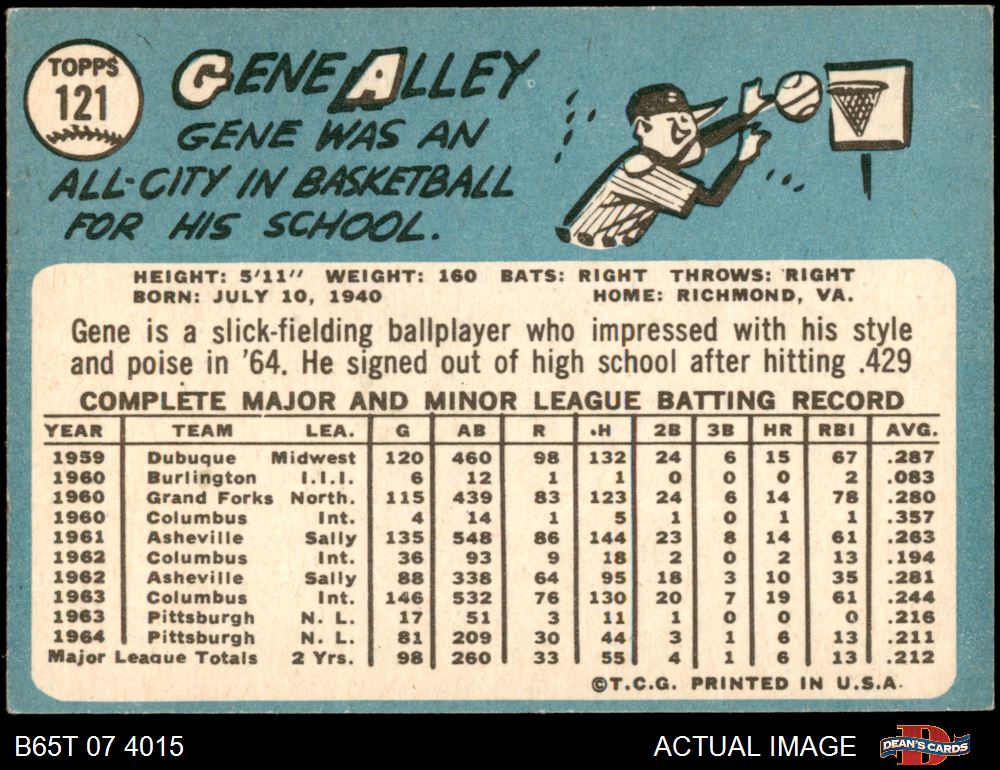 TOPPS
121
GENE ALLEY
GENE WAS AN
ALL-CITY IN BASKETBALL
FOR HIS SCHOOL.
HEIGHT: 5'11" WEIGHT: 160 BATS: RIGHT THROWS: RIGHT
BORN: JULY 10, 1940 HOME: RICHMOND, VA.
Gene is a slick-fielding ballplayer who impressed with his style
and poise in '64. He signed out of high school after hitting .429
COMPLETE MAJOR AND MINOR LEAGUE BATTING RECORD
YEAR TEAM LEA. G AB R H 2B 3B HR RBI AVG.
1959 Dubuque Midwest 120 460 98 132 24 6 15 67 .287
1960 Burlington I.I.I. 6 12 1 1 0 0 0 2 .083
1960 Grand Forks North. 115 439 83 123 24 6 14 78 .280
1960 Columbus Int. 4 14 1 5 1 0 1 1 .357
1961 Asheville Sally 135 548 86 144 23 8 14 61 .263
1962 Columbus Int. 36 93 9 18 2 0 2 13 .194
1962 Asheville Sally 88 338 64 95 18 3 10 35 .281
1963 Columbus Int. 146 532 76 130 20 7 19 61 .244
1963 Pittsburgh N. L. 17 51 3 11 1 0 0 0 .216
1964 Pittsburgh N. L. 81 209 30 44 3 1 6 13 .211
Major League Totals 2 Yrs. 98 260 33 55 4 1 6 13 .212
©T.C.G. PRINTED IN U.S.A.
B65T 07 4015 ACTUAL IMAGE D DEAN'S CARDS